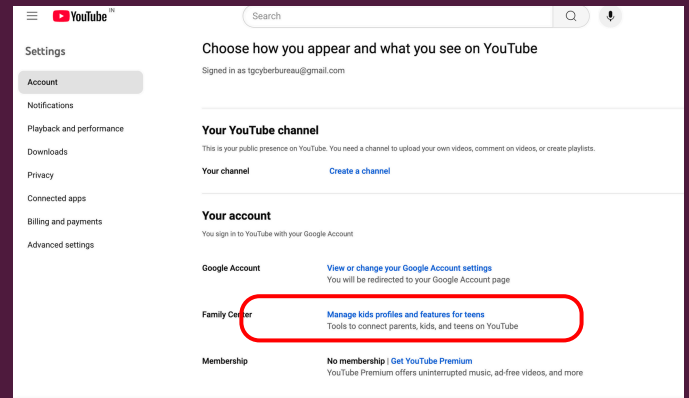 YouTube IN
Search
Settings
Account
Notifications
Playback and performance
Downloads
Privacy
Connected apps
Billing and payments
Advanced settings
Choose how you appear and what you see on YouTube
Signed in as tgcyberbureau@gmail.com
Your YouTube channel
This is your public presence on YouTube. You need a channel to upload your own videos, comment on videos, or create playlists.
Your channel Create a channel
Your account
You sign in to YouTube with your Google Account
Google Account View or change your Google Account settings
You will be redirected to your Google Account page
Family Center Manage kids profiles and features for teens
Tools to connect parents, kids, and teens on YouTube
Membership No membership | Get YouTube Premium
YouTube Premium offers uninterrupted music, ad-free videos, and more